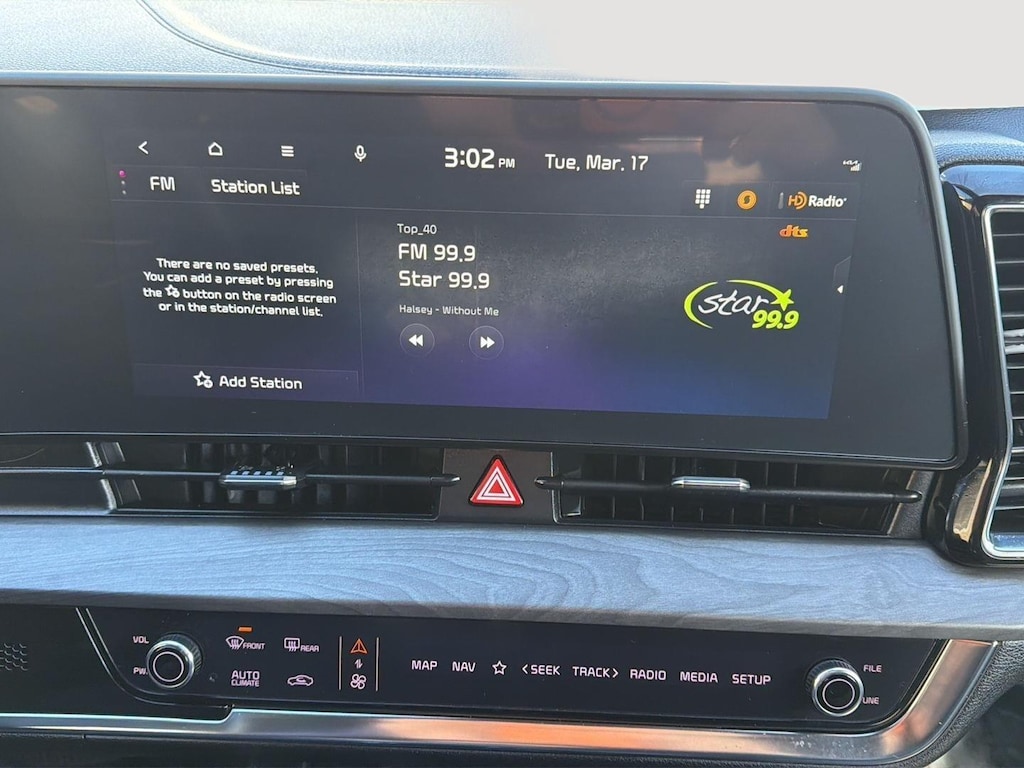 3:02 PM Tue, Mar. 17
FM Station List
HD Radio
dts
There are no saved presets.
You can add a preset by pressing
the button on the radio screen
or in the station/channel list.
Add Station
Top_40
FM 99.9
Star 99.9
Halsey - Without Me
star
99.9
VOL
PW
FRONT
REAR
AUTO
CLIMATE
MAP NAV < SEEK TRACK > RADIO MEDIA SETUP
FILE